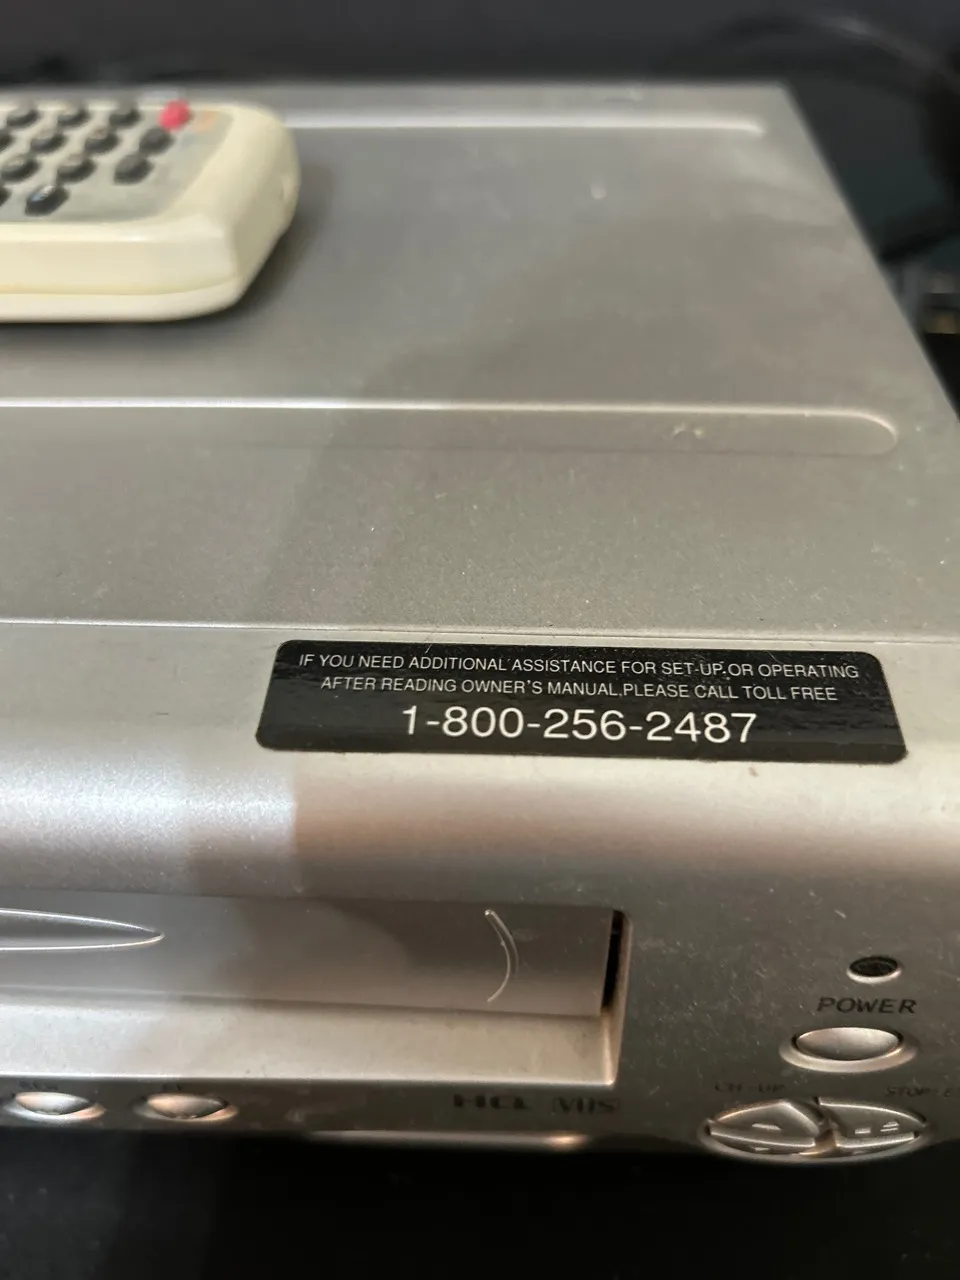 IF YOU NEED ADDITIONAL ASSISTANCE FOR SET-UP,OR OPERATING
AFTER READING OWNER'S MANUAL,PLEASE CALL TOLL FREE
1-800-256-2487
POWER
VHS